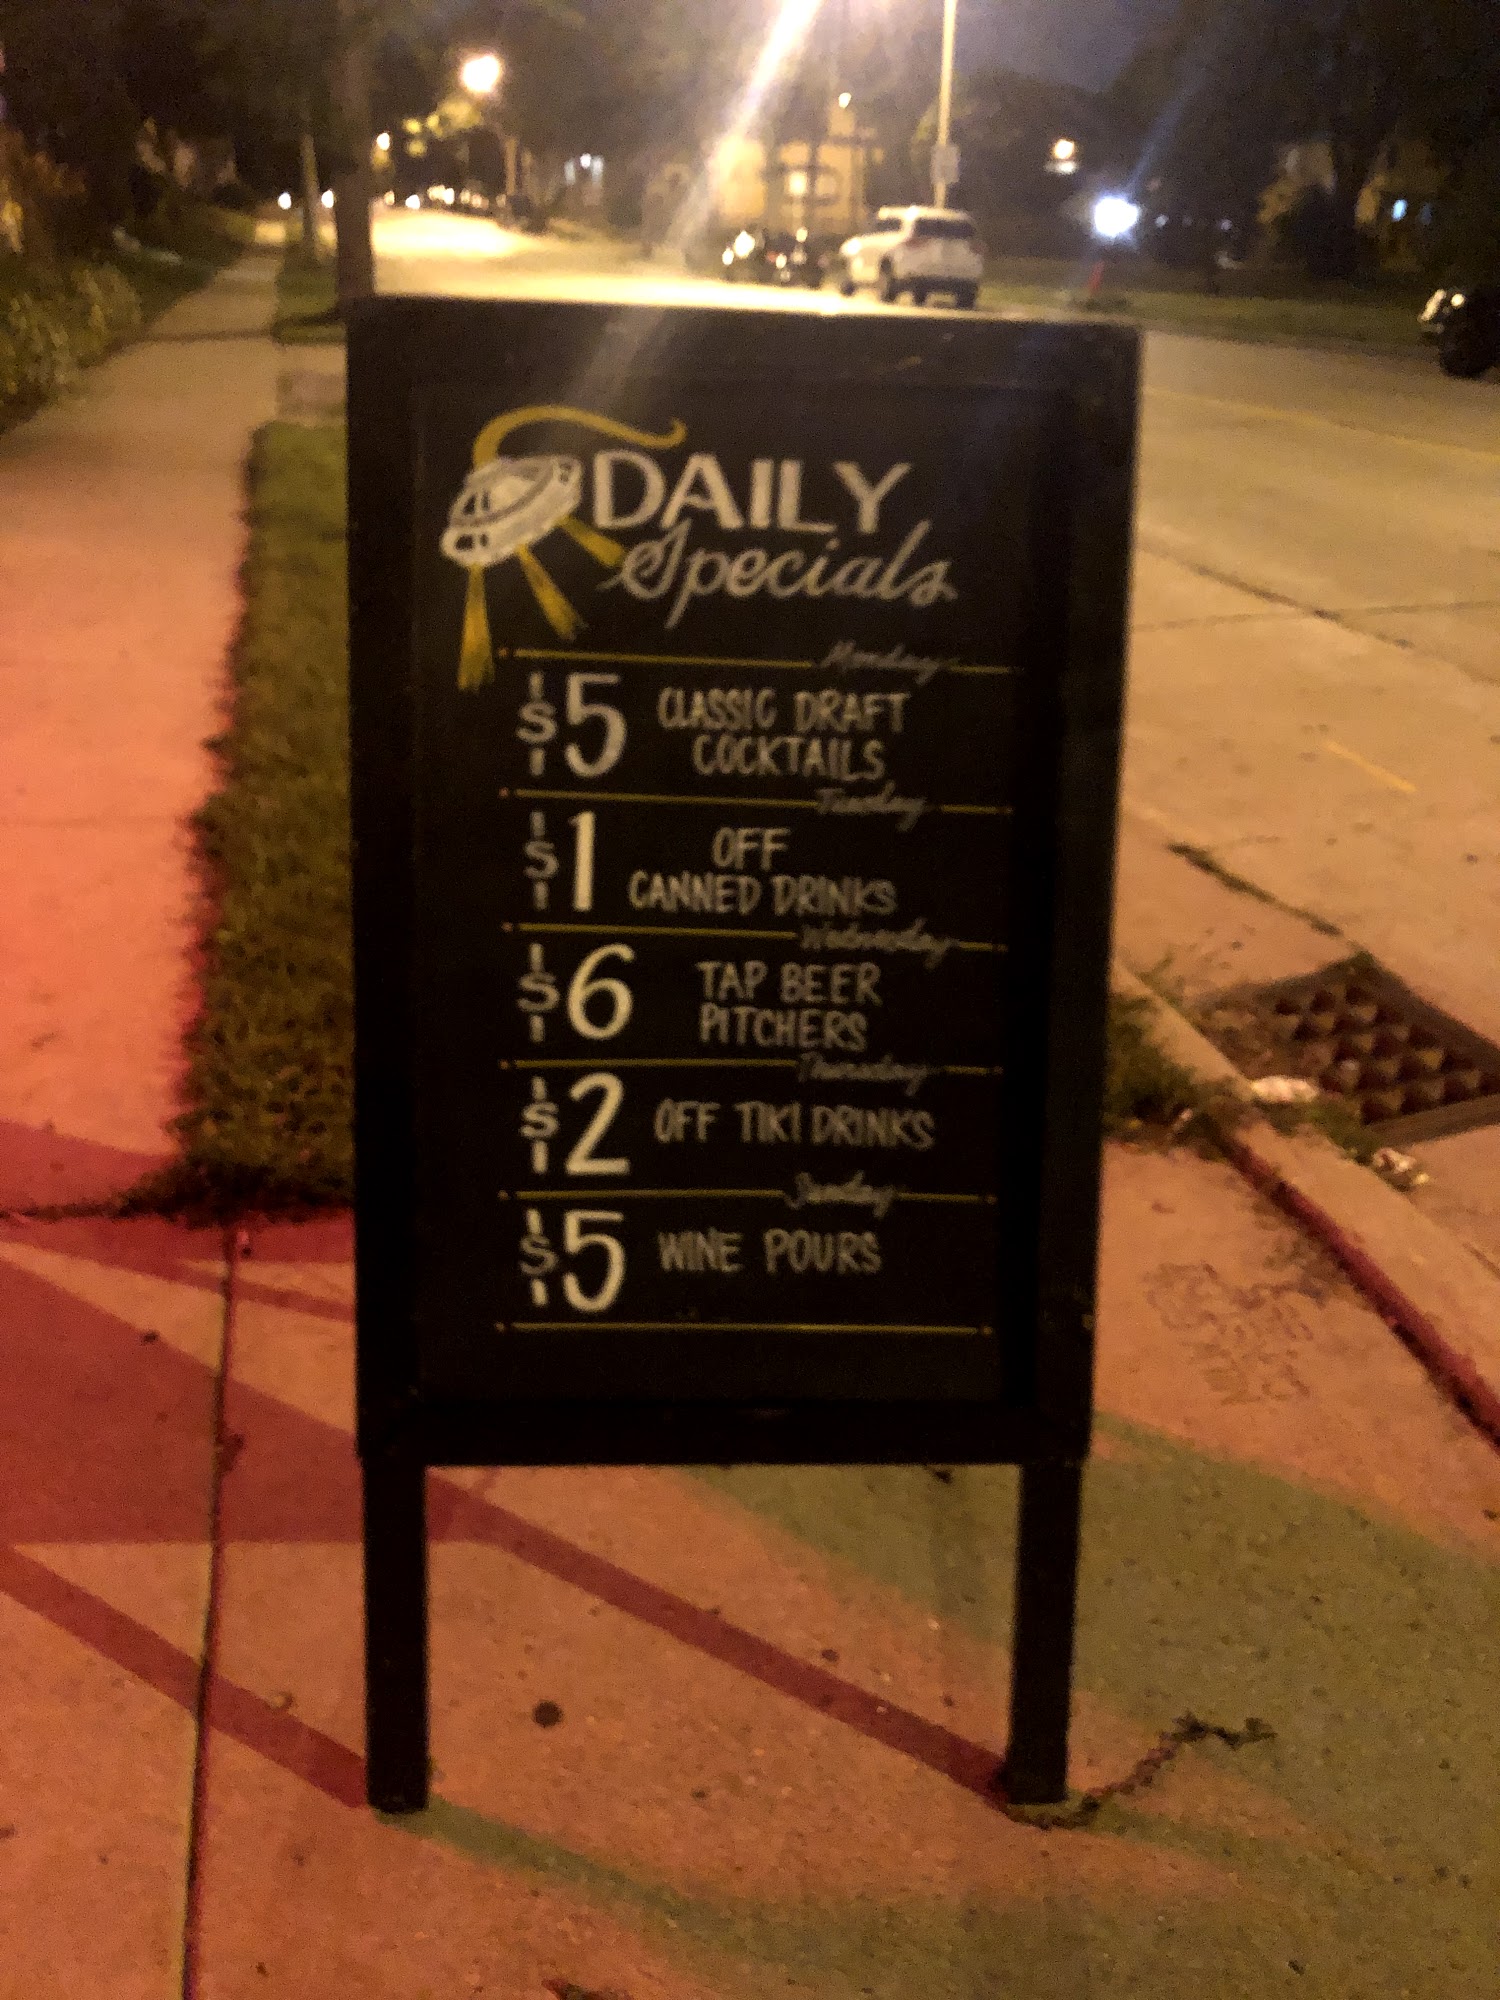 DAILY
Specials
Monday
$5 CLASSIC DRAFT
COCKTAILS
Tuesday
$1 OFF
CANNED DRINKS
Wednesday
$6 TAP BEER
PITCHERS
Thursday
$2 OFF TIKI DRINKS
Sunday
$5 WINE POURS